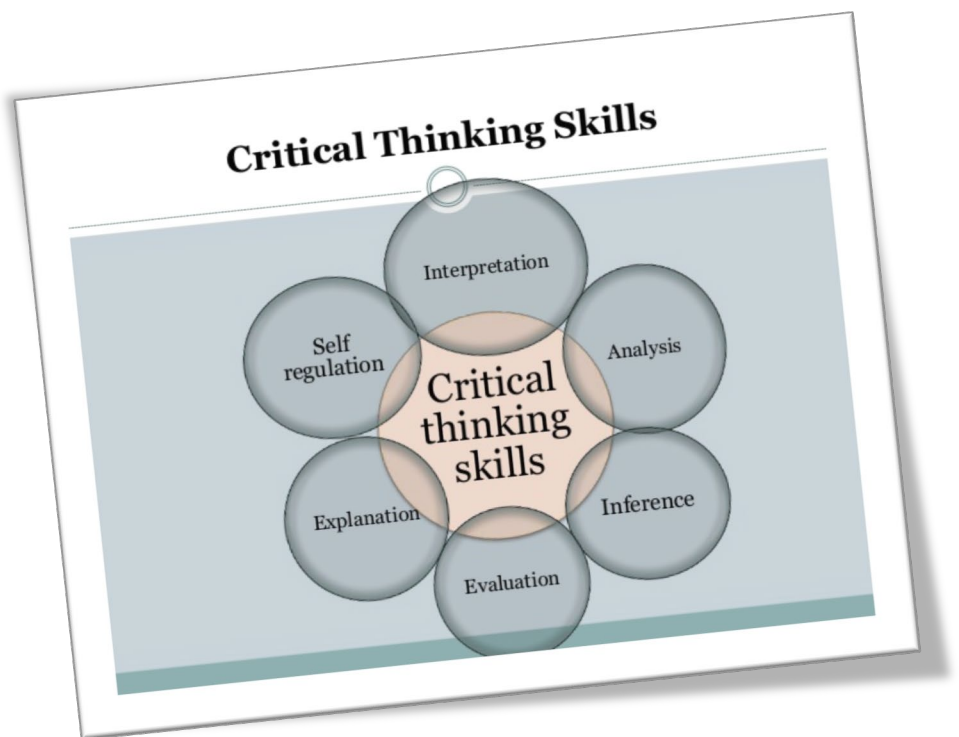 Critical Thinking Skills
Interpretation
Analysis
Inference
Evaluation
Explanation
Self
regulation
Critical
thinking
skills